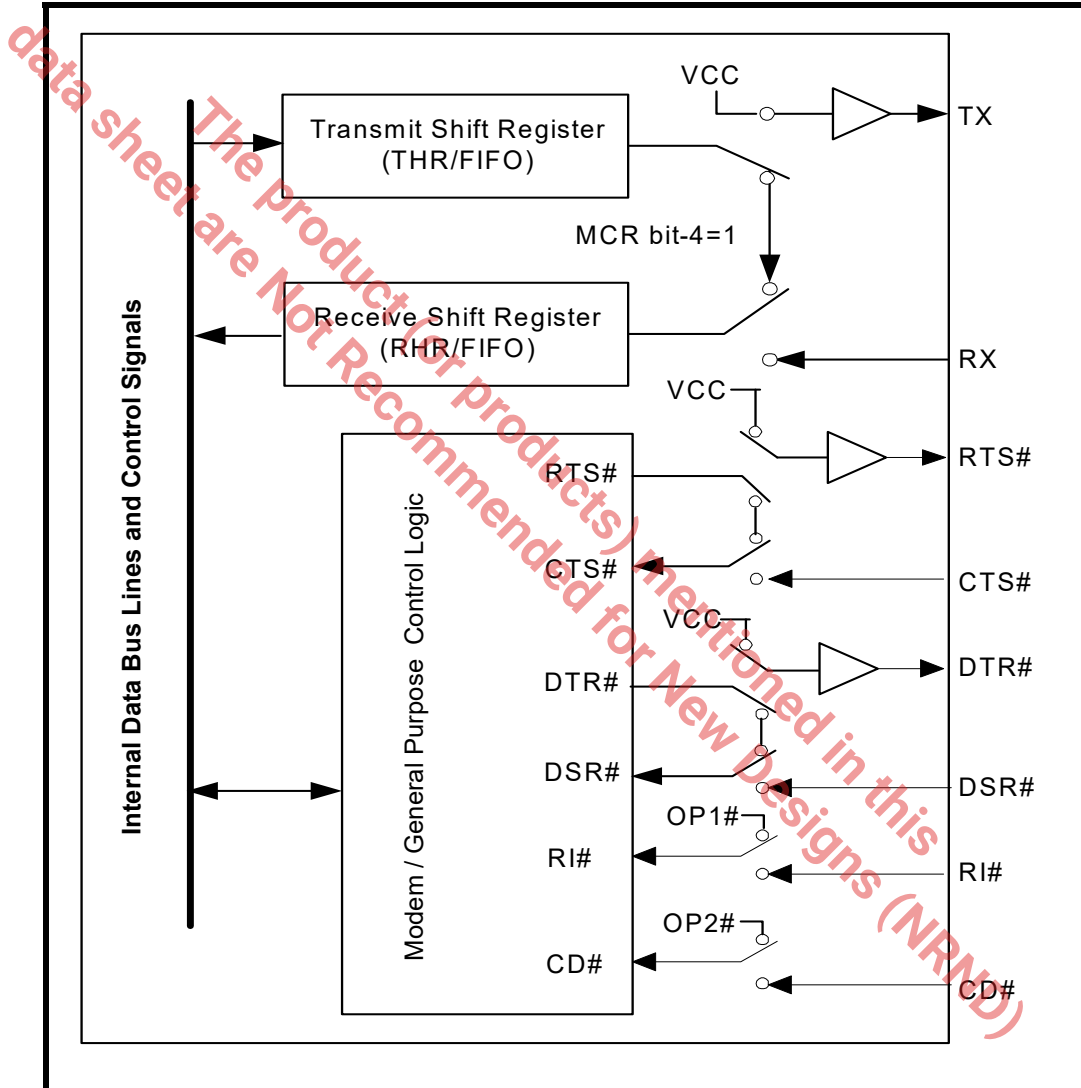 VCC
TX
Transmit Shift Register
(THR/FIFO)
MCR bit-4=1
Receive Shift Register
(RHR/FIFO)
RX
VCC
RTS#
RTS#
CTS#
CTS#
VCC
DTR#
DTR#
DSR#
DSR#
OP1#
RI#
RI#
OP2#
CD#
CD#
Internal Data Bus Lines and Control Signals
Modem / General Purpose Control Logic
The product (or products) mentioned in this
data sheet are Not Recommended for New Designs (NRND)